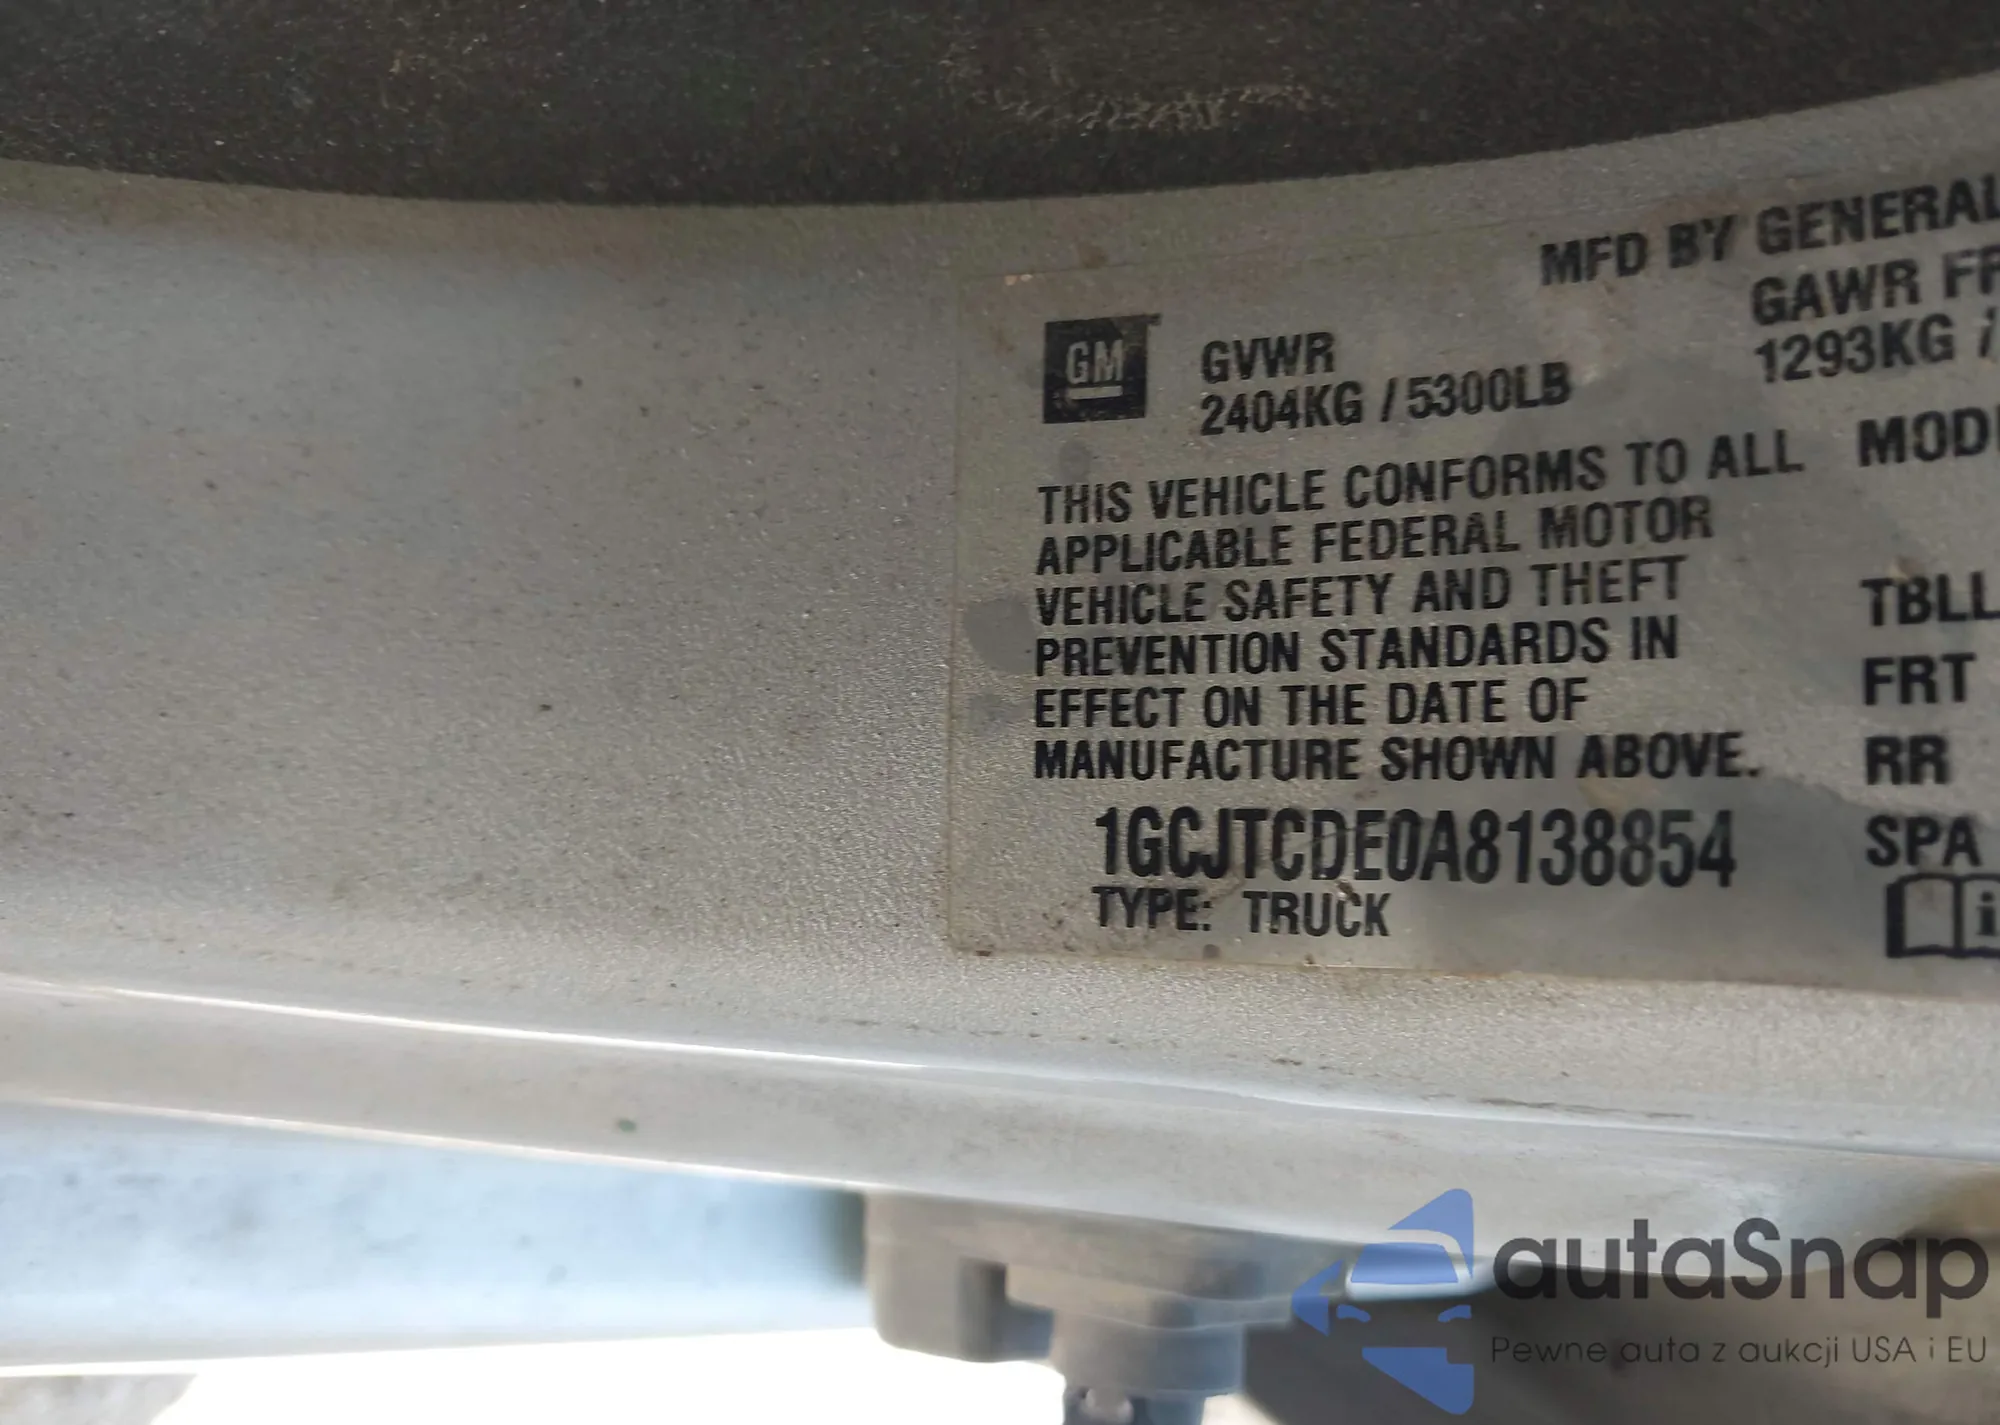 MFD BY GENERAL
GM
GVWR
2404KG / 5300LB
GAWR FR
1293KG /
THIS VEHICLE CONFORMS TO ALL
APPLICABLE FEDERAL MOTOR
VEHICLE SAFETY AND THEFT
PREVENTION STANDARDS IN
EFFECT ON THE DATE OF
MANUFACTURE SHOWN ABOVE.
1GCJTCDE0A8138854
TYPE: TRUCK
MOD
TBLL
FRT
RR
SPA
i
autaSnap
Pewne auta z aukcji USA i EU